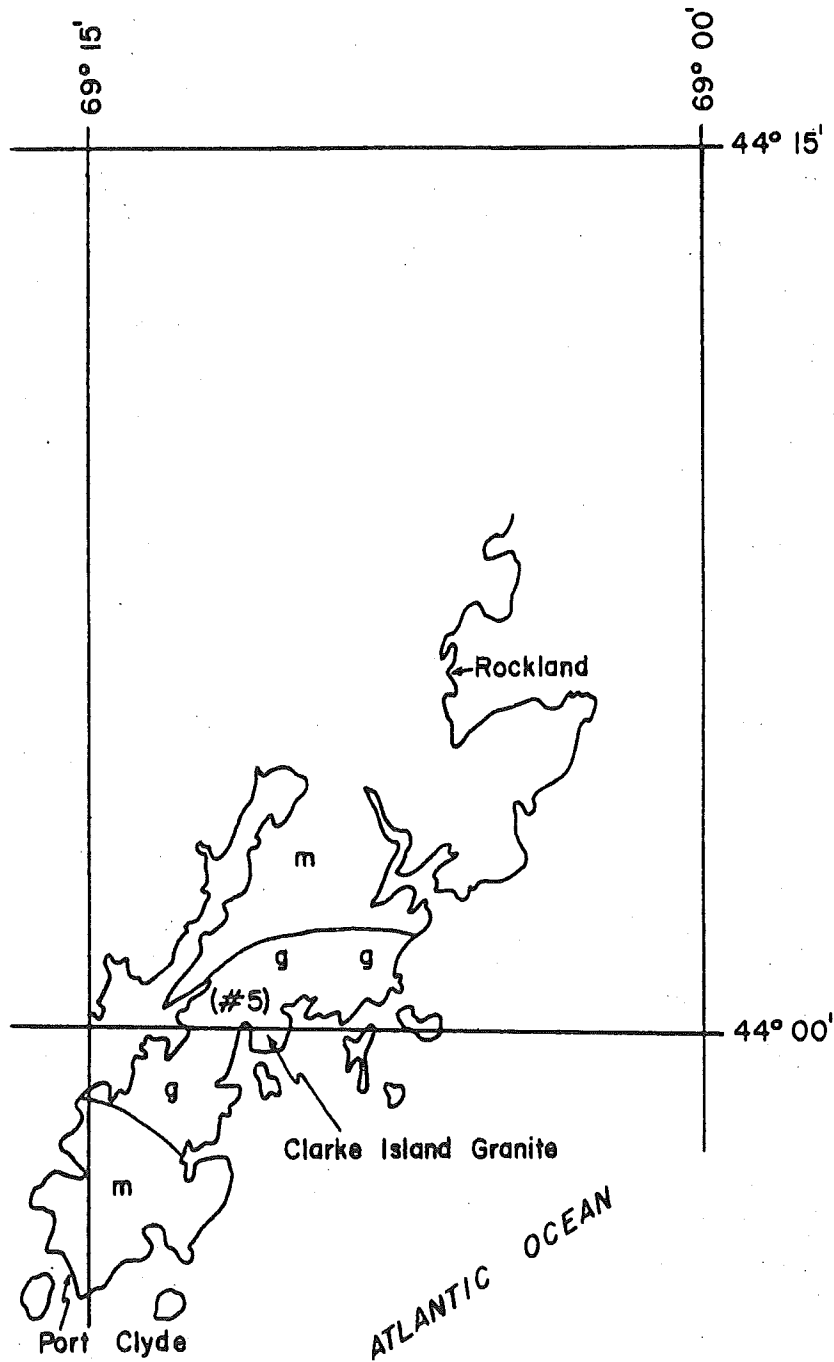 69° 15'
69° 00'
44° 15'
Rockland
m
g g
(#5)
44° 00'
g
Clarke Island Granite
m
ATLANTIC OCEAN
Port Clyde